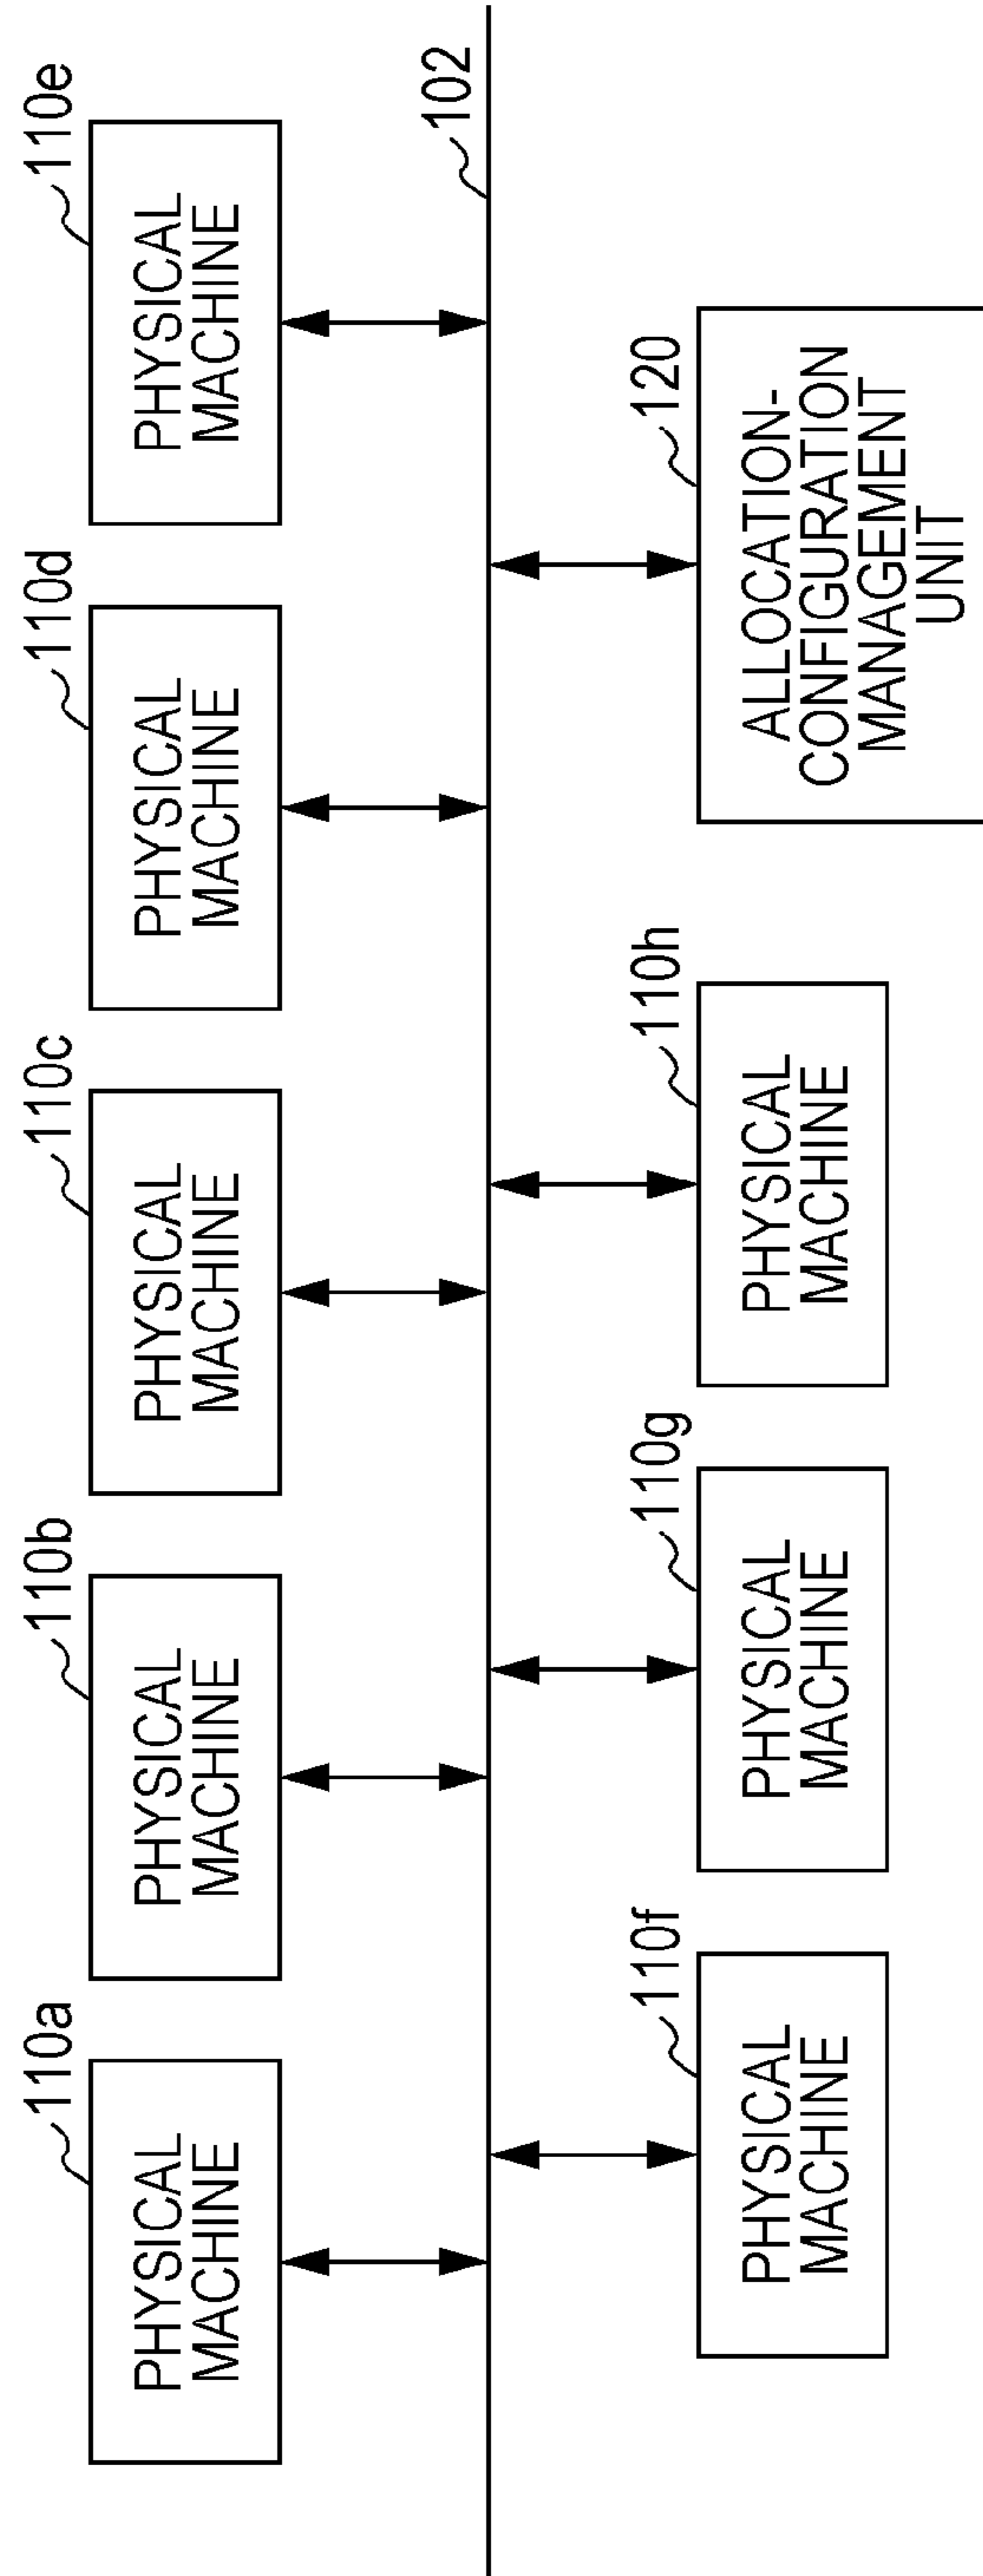 110a
PHYSICAL
MACHINE
110b
PHYSICAL
MACHINE
110c
PHYSICAL
MACHINE
110d
PHYSICAL
MACHINE
110e
PHYSICAL
MACHINE
102
110f
PHYSICAL
MACHINE
110g
PHYSICAL
MACHINE
110h
PHYSICAL
MACHINE
120
ALLOCATION-
CONFIGURATION
MANAGEMENT
UNIT